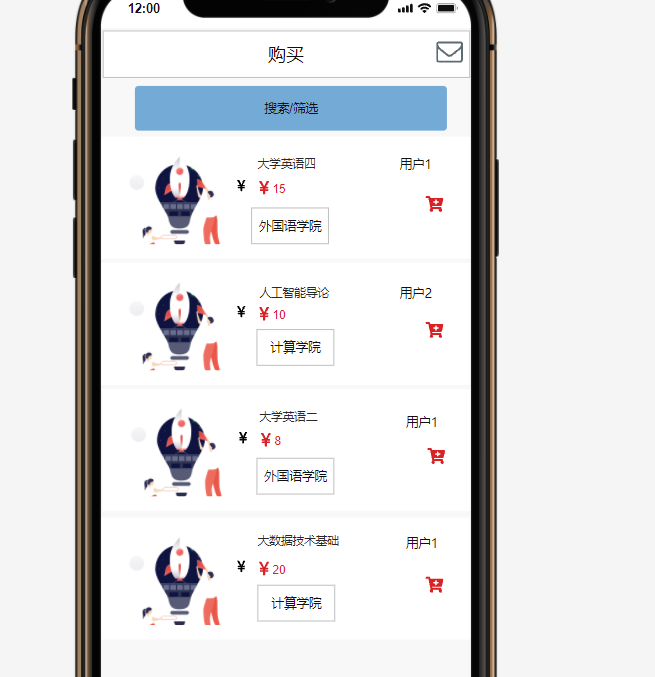 12:00
购买
搜素/筛选
大学英语四
用户1
¥ ¥ 15
外国语学院
人工智能导论
用户2
¥ ¥ 10
计算学院
大学英语二
用户1
¥ ¥ 8
外国语学院
大数据技术基础
用户1
¥ ¥ 20
计算学院